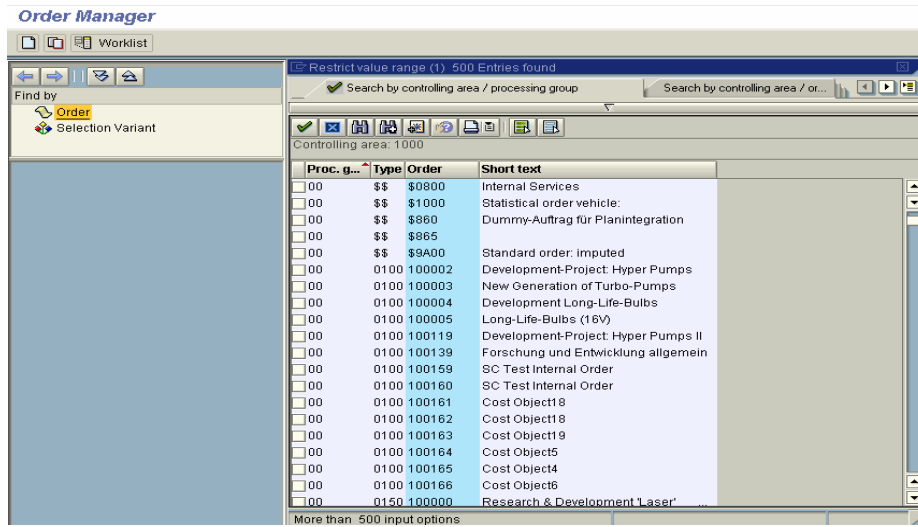 Order Manager
Worklist
Find by
Order
Selection Variant
Restrict value range (1) 500 Entries found
Search by controlling area / processing group
Search by controlling area / or...
Controlling area: 1000
Proc. g... Type Order Short text
00 $$ $0800 Internal Services
00 $$ $1000 Statistical order vehicle:
00 $$ $860 Dummy-Auftrag für Planintegration
00 $$ $865
00 $$ $9A00 Standard order: imputed
00 0100 100002 Development-Project: Hyper Pumps
00 0100 100003 New Generation of Turbo-Pumps
00 0100 100004 Development Long-Life-Bulbs
00 0100 100005 Long-Life-Bulbs (16V)
00 0100 100119 Development-Project: Hyper Pumps II
00 0100 100139 Forschung und Entwicklung allgemein
00 0100 100159 SC Test Internal Order
00 0100 100160 SC Test Internal Order
00 0100 100161 Cost Object18
00 0100 100162 Cost Object18
00 0100 100163 Cost Object19
00 0100 100164 Cost Object5
00 0100 100165 Cost Object4
00 0100 100166 Cost Object6
00 0150 100000 Research & Development 'Laser' ...
More than 500 input options